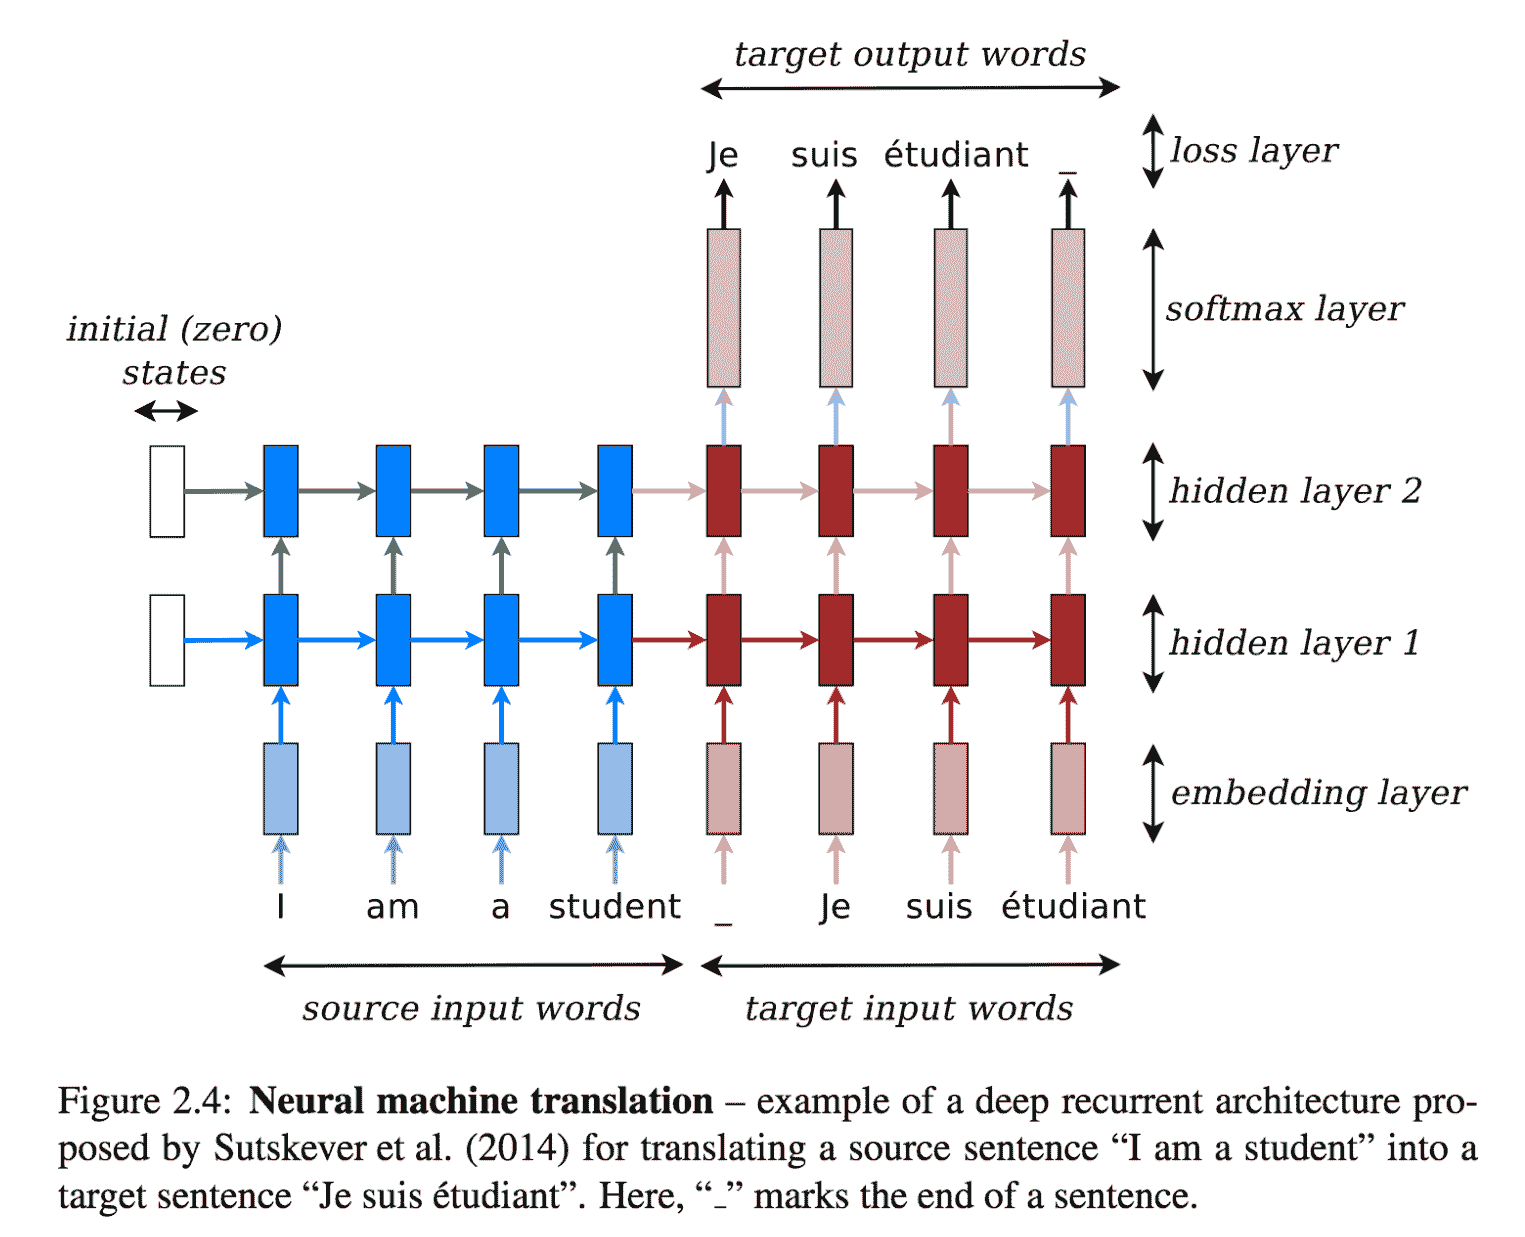 target output words
Je suis étudiant _
loss layer
softmax layer
initial (zero)
states
hidden layer 2
hidden layer 1
embedding layer
I am a student _ Je suis étudiant
source input words
target input words
Figure 2.4: Neural machine translation – example of a deep recurrent architecture pro-
posed by Sutskever et al. (2014) for translating a source sentence “I am a student” into a
target sentence “Je suis étudiant”. Here, “_” marks the end of a sentence.